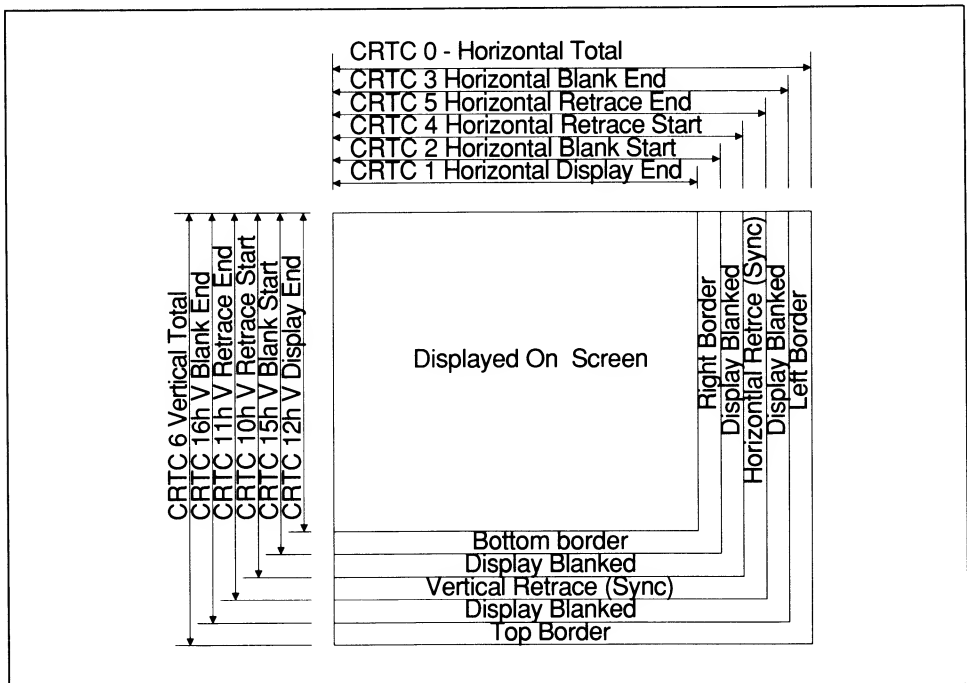 CRTC 0 - Horizontal Total
CRTC 3 Horizontal Blank End
CRTC 5 Horizontal Retrace End
CRTC 4 Horizontal Retrace Start
CRTC 2 Horizontal Blank Start
CRTC 1 Horizontal Display End
CRTC 6 Vertical Total
CRTC 16h V Blank End
CRTC 11h V Retrace End
CRTC 10h V Retrace Start
CRTC 15h V Blank Start
CRTC 12h V Display End
Displayed On Screen
Right Border
Display Blanked
Horizontlal Retrce (Sync)
Display Blanked
Left Border
Bottom border
Display Blanked
Vertical Retrace (Sync)
Display Blanked
Top Border